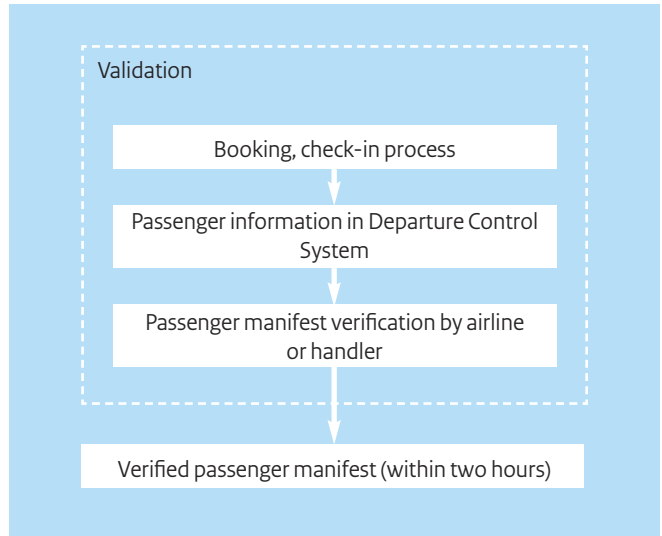 Validation
Booking, check-in process
Passenger information in Departure Control
System
Passenger manifest verification by airline
or handler
Verified passenger manifest (within two hours)